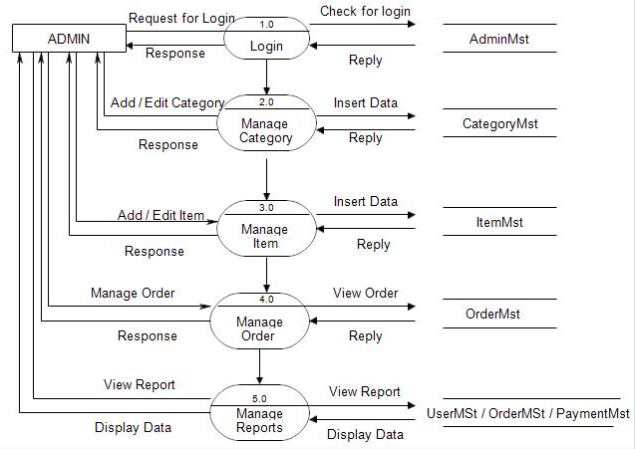 Request for Login
1.0
Check for login
ADMIN
Login
AdminMst
Response
Reply
Add / Edit Category
2.0
Insert Data
Manage
Category
CategoryMst
Response
Reply
Insert Data
3.0
Add / Edit Item
Manage
Item
ItemMst
Response
Reply
Manage Order
4.0
View Order
Manage
Order
OrderMst
Response
Reply
View Report
5.0
View Report
Manage
Reports
UserMSt / OrderMSt / PaymentMst
Display Data
Display Data